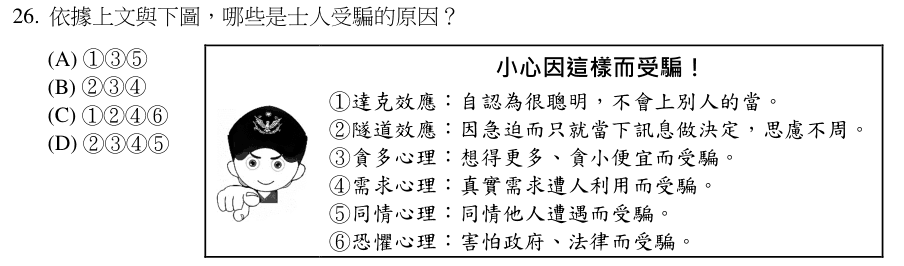 26. 依據上文與下圖，哪些是士人受騙的原因？
(A) ①③⑤
(B) ②③④
(C) ①②④⑥
(D) ②③④⑤
小心因這樣而受騙！
①達克效應：自認為很聰明，不會上別人的當。
②隧道效應：因急迫而只就當下訊息做決定，思慮不周。
③貪多心理：想得更多、貪小便宜而受騙。
④需求心理：真實需求遭人利用而受騙。
⑤同情心理：同情他人遭遇而受騙。
⑥恐懼心理：害怕政府、法律而受騙。